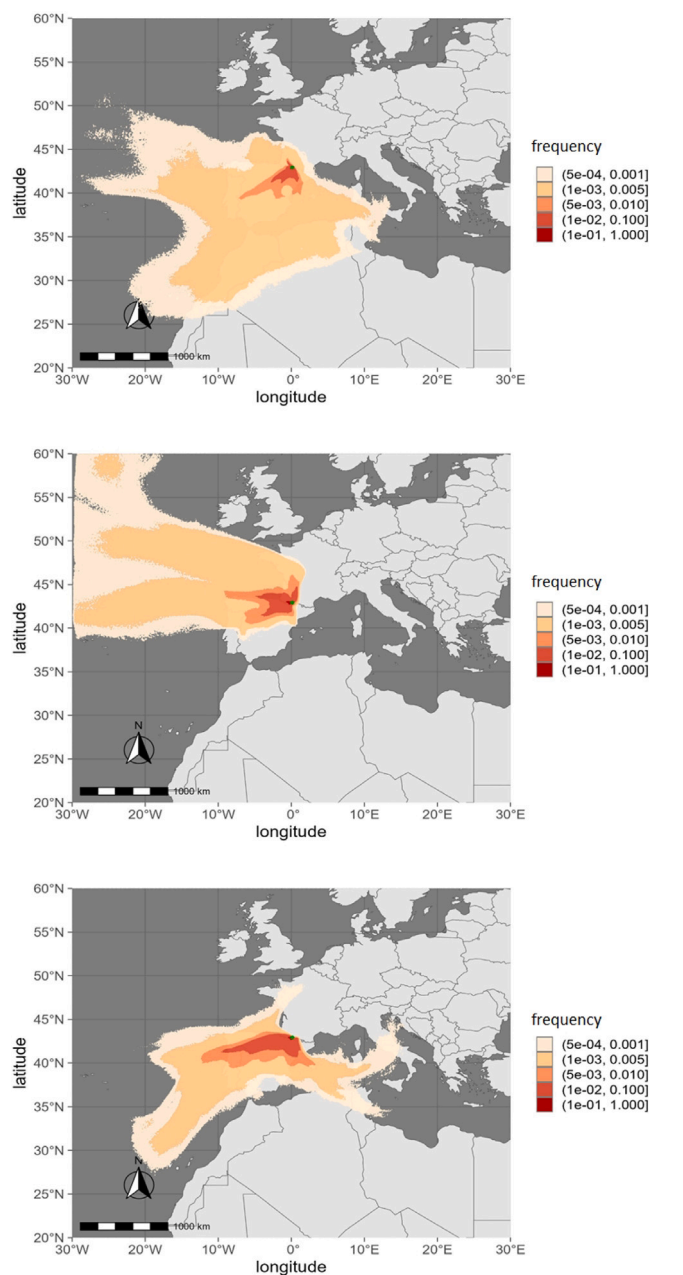 60°N
55°N
50°N
45°N
40°N
35°N
30°N
25°N
20°N
latitude
N
1000 km
30°W 20°W 10°W 0° 10°E 20°E 30°E
longitude
frequency
(5e-04, 0.001]
(1e-03, 0.005]
(5e-03, 0.010]
(1e-02, 0.100]
(1e-01, 1.000]
60°N
55°N
50°N
45°N
40°N
35°N
30°N
25°N
20°N
latitude
N
1000 km
30°W 20°W 10°W 0° 10°E 20°E 30°E
longitude
frequency
(5e-04, 0.001]
(1e-03, 0.005]
(5e-03, 0.010]
(1e-02, 0.100]
(1e-01, 1.000]
60°N
55°N
50°N
45°N
40°N
35°N
30°N
25°N
20°N
latitude
N
1000 km
30°W 20°W 10°W 0° 10°E 20°E 30°E
longitude
frequency
(5e-04, 0.001]
(1e-03, 0.005]
(5e-03, 0.010]
(1e-02, 0.100]
(1e-01, 1.000]